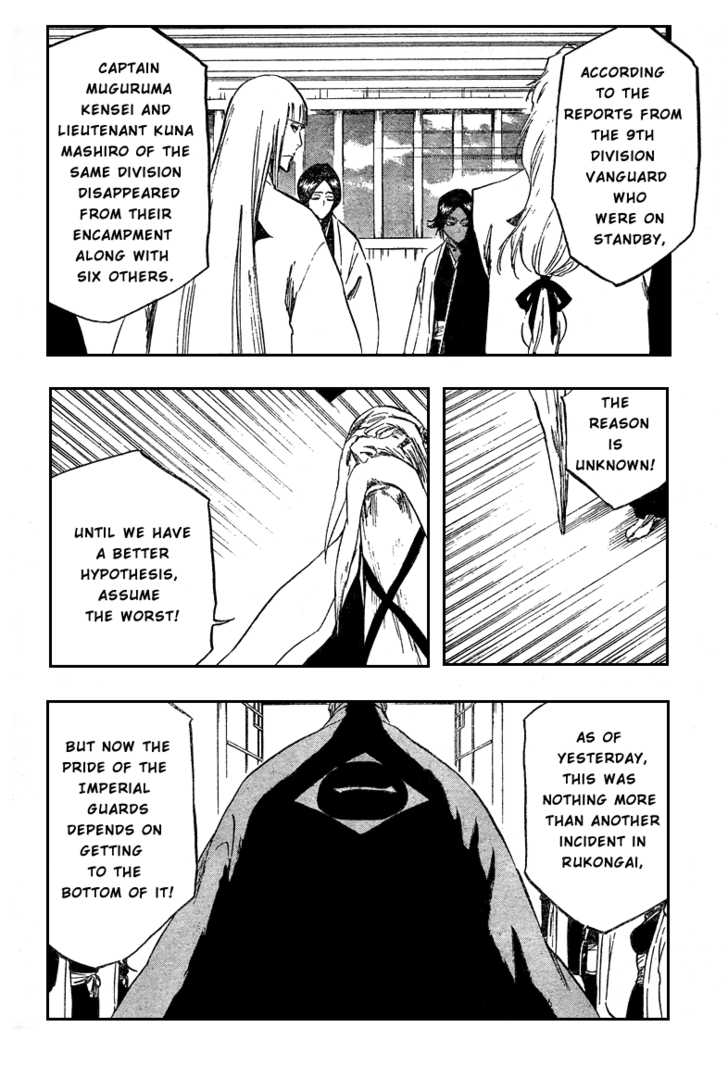 ACCORDING
TO THE
REPORTS FROM
THE 9TH
DIVISION
VANGUARD
WHO
WERE ON
STANDBY,
CAPTAIN
MUGURUMA
KENSEI AND
LIEUTENANT KUNA
MASHIRO OF THE
SAME DIVISION
DISAPPEARED
FROM THEIR
ENCAMPMENT
ALONG WITH
SIX OTHERS.
THE
REASON
IS
UNKNOWN!
UNTIL WE HAVE
A BETTER
HYPOTHESIS,
ASSUME
THE WORST!
AS OF
YESTERDAY,
THIS WAS
NOTHING MORE
THAN ANOTHER
INCIDENT IN
RUKONGAI,
BUT NOW THE
PRIDE OF THE
IMPERIAL
GUARDS
DEPENDS ON
GETTING
TO THE
BOTTOM OF IT!